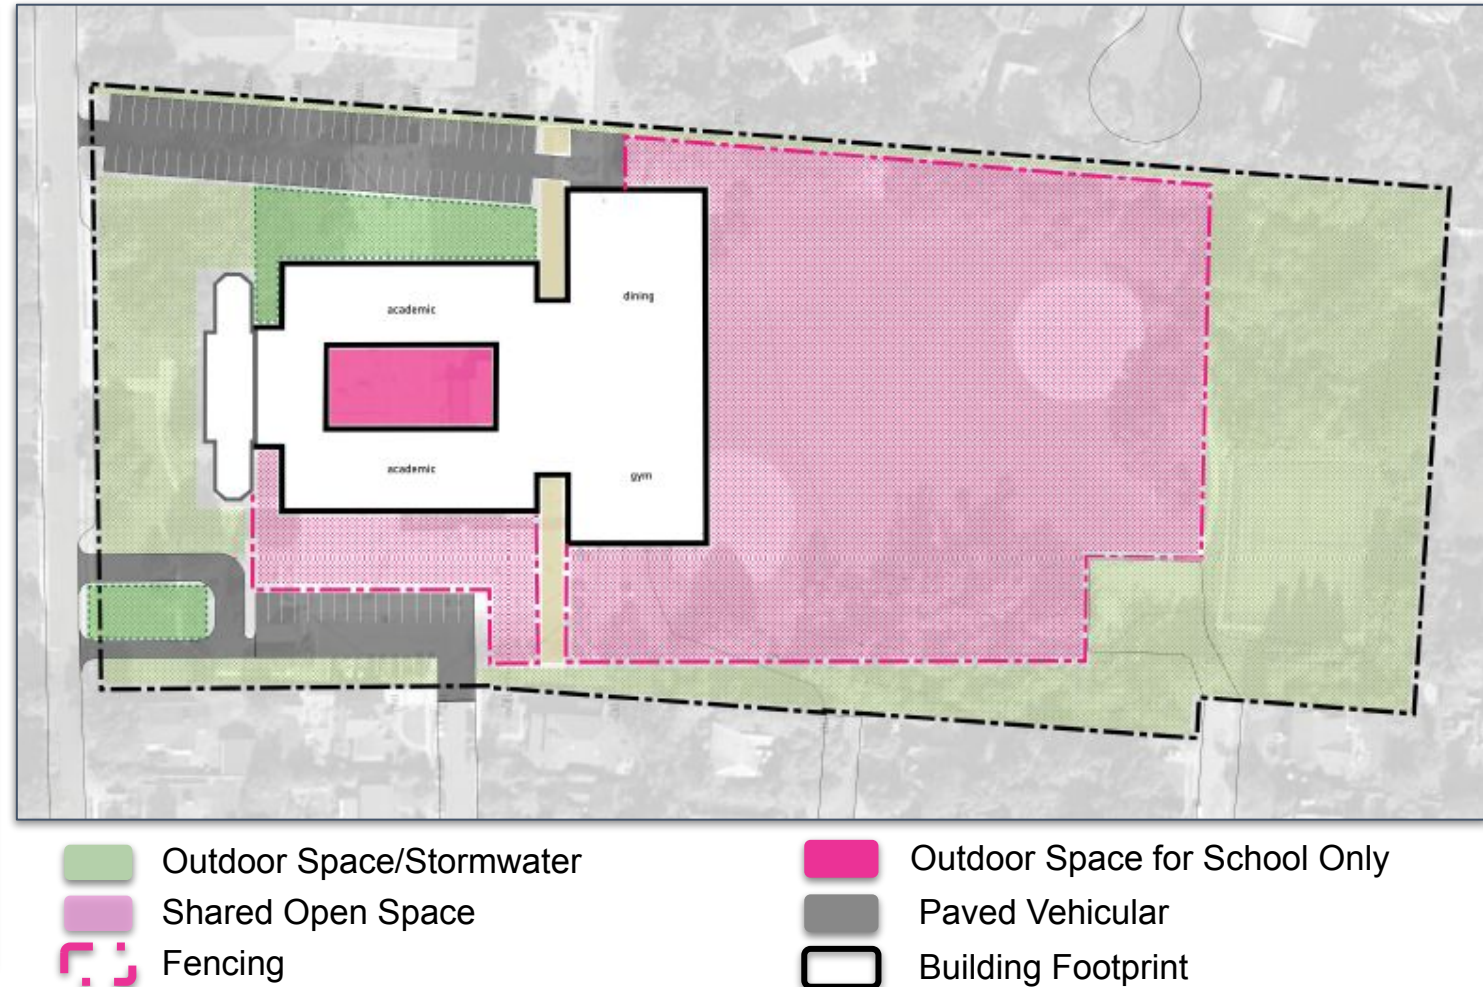 academic
dining
academic
gym
Outdoor Space/Stormwater
Outdoor Space for School Only
Shared Open Space
Paved Vehicular
Fencing
Building Footprint